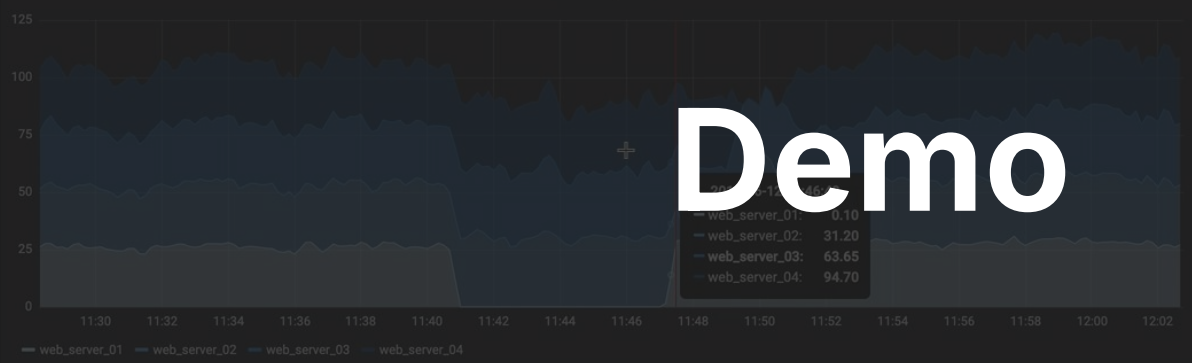 125
100
75
50
25
0
Demo
web_server_01: 0.10
web_server_02: 31.20
web_server_03: 63.65
web_server_04: 94.70
11:30 11:32 11:34 11:36 11:38 11:40 11:42 11:44 11:46 11:48 11:50 11:52 11:54 11:56 11:58 12:00 12:02
web_server_01 web_server_02 web_server_03 web_server_04